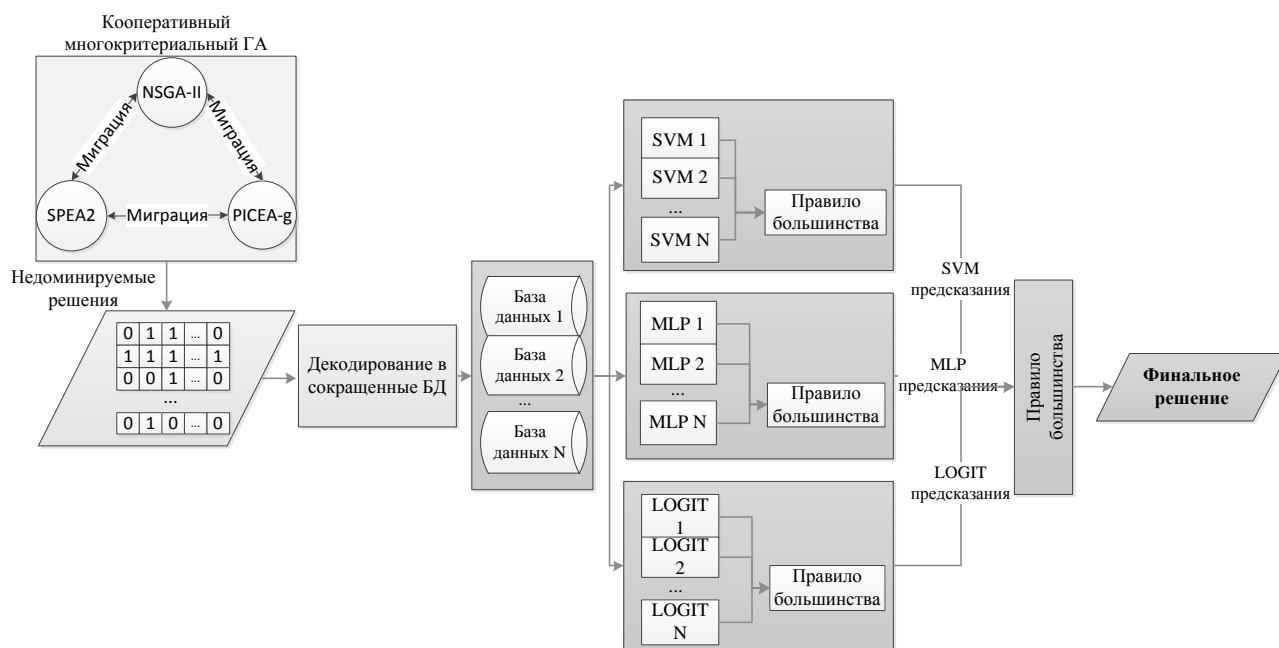 Кооперативный
многокритериальный ГА
NSGA-II
Миграция
Миграция
SPEA2
Миграция
PICEA-g
Недоминируемые
решения
0 1 1 ... 0
1 1 1 ... 1
0 0 1 ... 0
...
0 1 0 ... 0
Декодирование в
сокращенные БД
База
данных 1
База
данных 2
...
База
данных N
SVM 1
SVM 2
...
SVM N
Правило
большинства
MLP 1
MLP 2
...
MLP N
Правило
большинства
LOGIT
1
LOGIT
2
...
LOGIT
N
Правило
большинства
SVM
предсказания
MLP
предсказания
LOGIT
предсказания
Правило
большинства
Финальное
решение